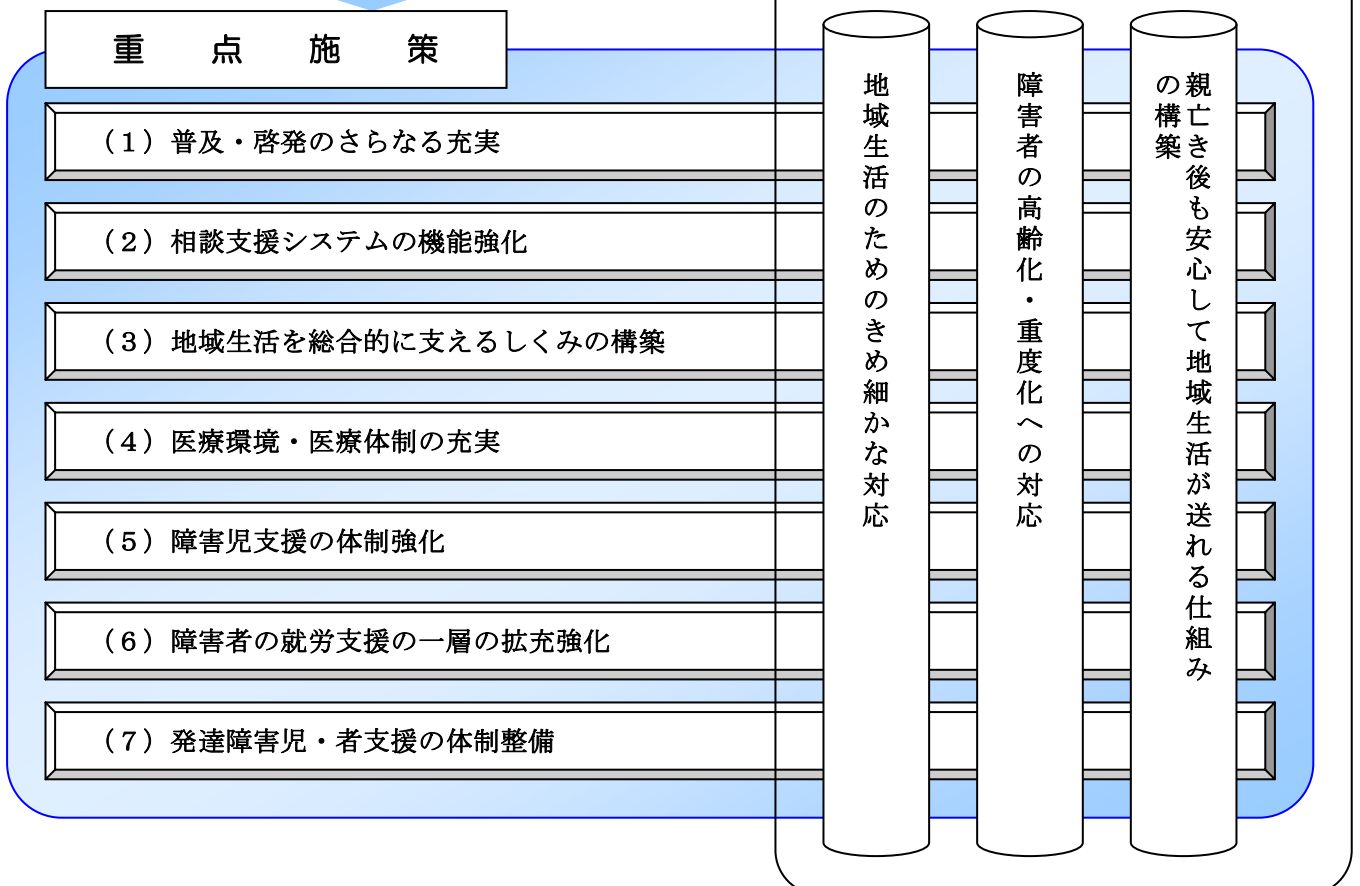 重点施策
(1)普及・啓発のさらなる充実
(2)相談支援システムの機能強化
(3)地域生活を総合的に支えるしくみの構築
(4)医療環境・医療体制の充実
(5)障害児支援の体制強化
(6)障害者の就労支援の一層の拡充強化
(7)発達障害児・者支援の体制整備
地域生活のためのきめ細かな対応
障害者の高齢化・重度化への対応
親亡き後も安心して地域生活が送れる仕組み
の構築